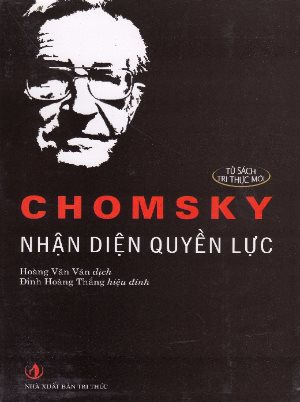 TỦ SÁCH
TRI THỨC MỚI
CHOMSKY
NHẬN DIỆN QUYỀN LỰC
Hoàng Văn Vân dịch
Đinh Hoàng Thắng hiệu đính
NHÀ XUẤT BẢN TRI THỨC